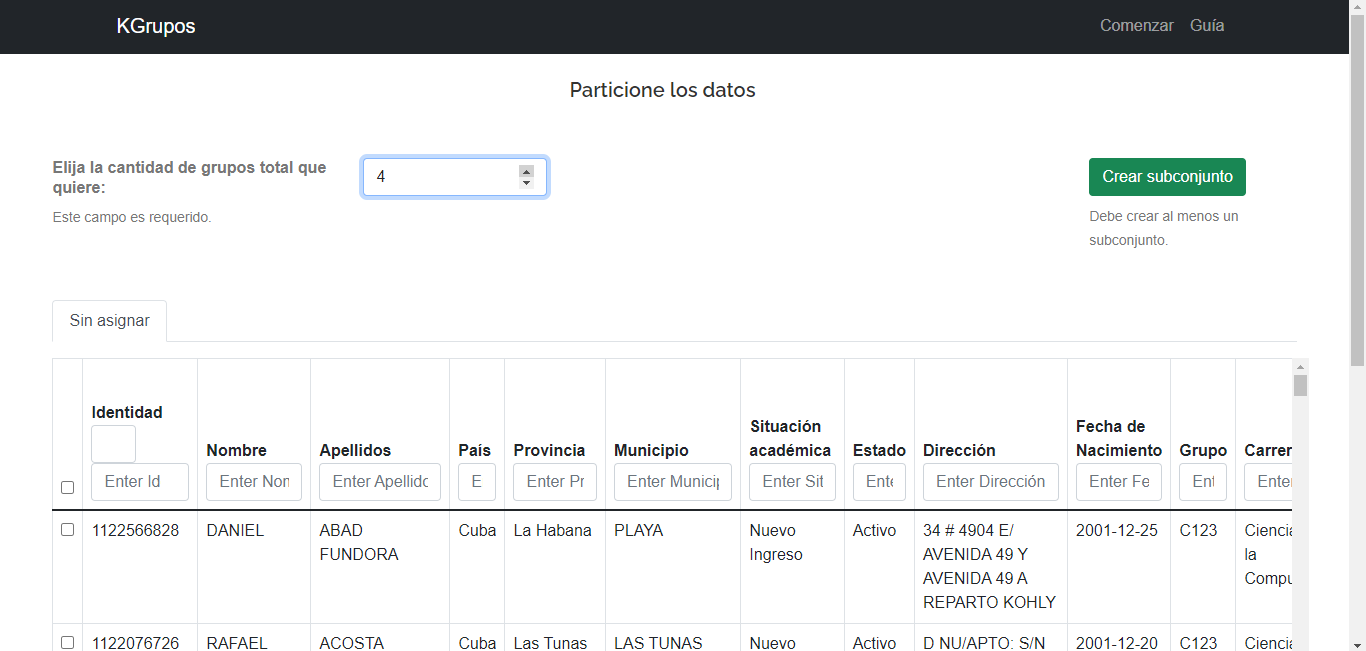 KGrupos Comenzar Guía
Particione los datos
Elija la cantidad de grupos total que
quiere:
4
Crear subconjunto
Este campo es requerido.
Debe crear al menos un
subconjunto.
Sin asignar
Identidad
Nombre Apellidos País Provincia Municipio Situación académica Estado Dirección Fecha de Nacimiento Grupo Carrer
Enter Id Enter Non Enter Apellido E Enter Pr Enter Municip Enter Sit Ente Enter Dirección Enter Fe Ent Enter
1122566828 DANIEL ABAD Cuba La Habana PLAYA Nuevo Activo 34 # 4904 E/ 2001-12-25 C123 Ciencia
FUNDORA Ingreso AVENIDA 49 Y la
AVENIDA 49 A Compu
REPARTO KOHLY
1122076726 RAFAEL ACOSTA Cuba Las Tunas LAS TUNAS Nuevo Activo D NU/APTO: S/N 2001-12-20 C123 Ciencia